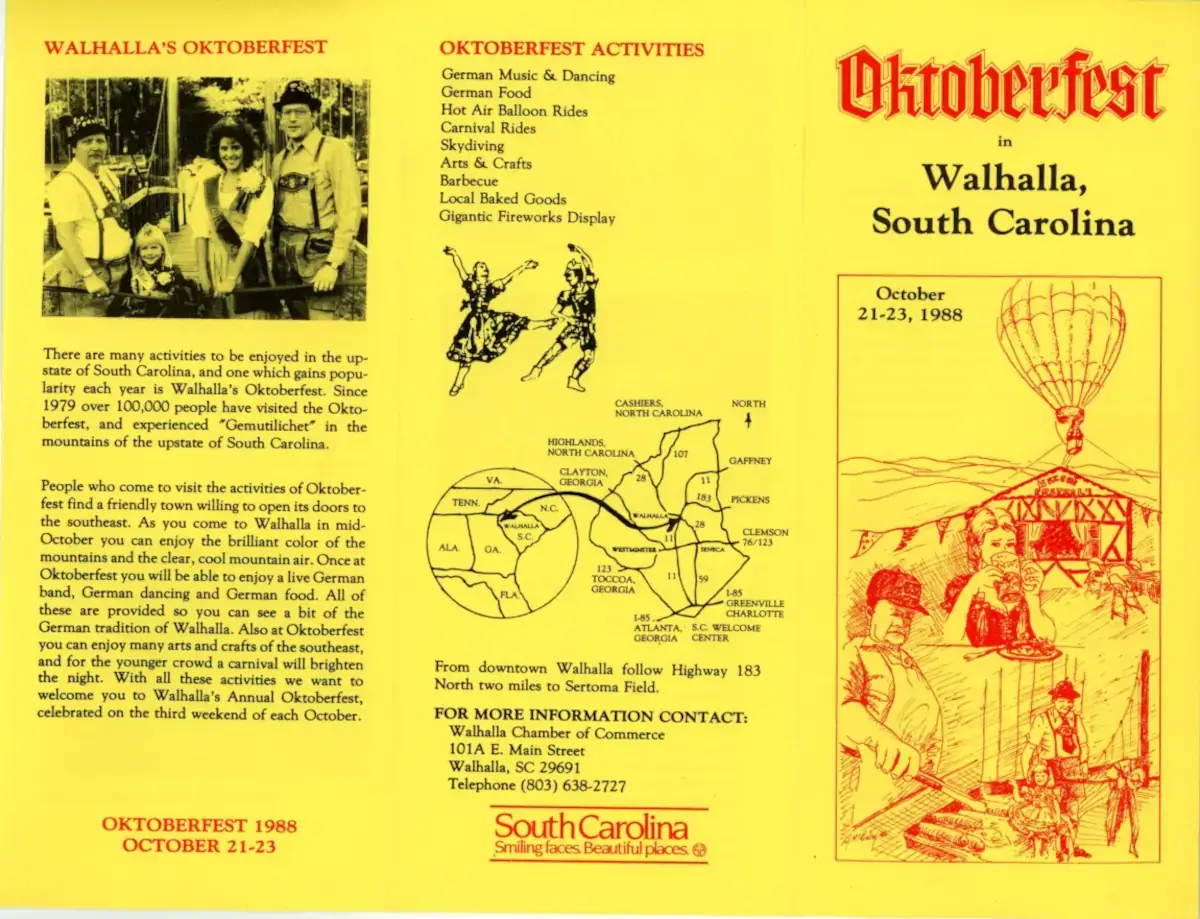 WALHALLA'S OKTOBERFEST
There are many activities to be enjoyed in the up-
state of South Carolina, and one which gains popu-
larity each year is Walhalla's Oktoberfest. Since
1979 over 100,000 people have visited the Okto-
berfest, and experienced "Gemutilichet" in the
mountains of the upstate of South Carolina.
People who come to visit the activities of Oktober-
fest find a friendly town willing to open its doors to
the southeast. As you come to Walhalla in mid-
October you can enjoy the brilliant color of the
mountains and the clear, cool mountain air. Once at
Oktoberfest you will be able to enjoy a live German
band, German dancing and German food. All of
these are provided so you can see a bit of the
German tradition of Walhalla. Also at Oktoberfest
you can enjoy many arts and crafts of the southeast,
and for the younger crowd a carnival will brighten
the night. With all these activities we want to
welcome you to Walhalla's Annual Oktoberfest,
celebrated on the third weekend of each October.
OKTOBERFEST 1988
OCTOBER 21-23
OKTOBERFEST ACTIVITIES
German Music & Dancing
German Food
Hot Air Balloon Rides
Carnival Rides
Skydiving
Arts & Crafts
Barbecue
Local Baked Goods
Gigantic Fireworks Display
CASHIERS,
NORTH CAROLINA
NORTH
HIGHLANDS,
NORTH CAROLINA
107
GAFFNEY
CLAYTON,
GEORGIA
28
11
VA.
183
PICKENS
TENN.
N.C.
WALHALLA
28
WALHALLA
S.C.
CLEMSON
76/123
11
ALA.
GA.
WESTMINSTER
SENECA
123
TOCCOA,
GEORGIA
11
59
FLA.
I-85
GREENVILLE
CHARLOTTE
I-85
ATLANTA,
GEORGIA
S.C. WELCOME
CENTER
From downtown Walhalla follow Highway 183
North two miles to Sertoma Field.
FOR MORE INFORMATION CONTACT:
Walhalla Chamber of Commerce
101A E. Main Street
Walhalla, SC 29691
Telephone (803) 638-2727
South Carolina
Smiling faces. Beautiful places.
Oktoberfest
in
Walhalla,
South Carolina
October
21-23, 1988